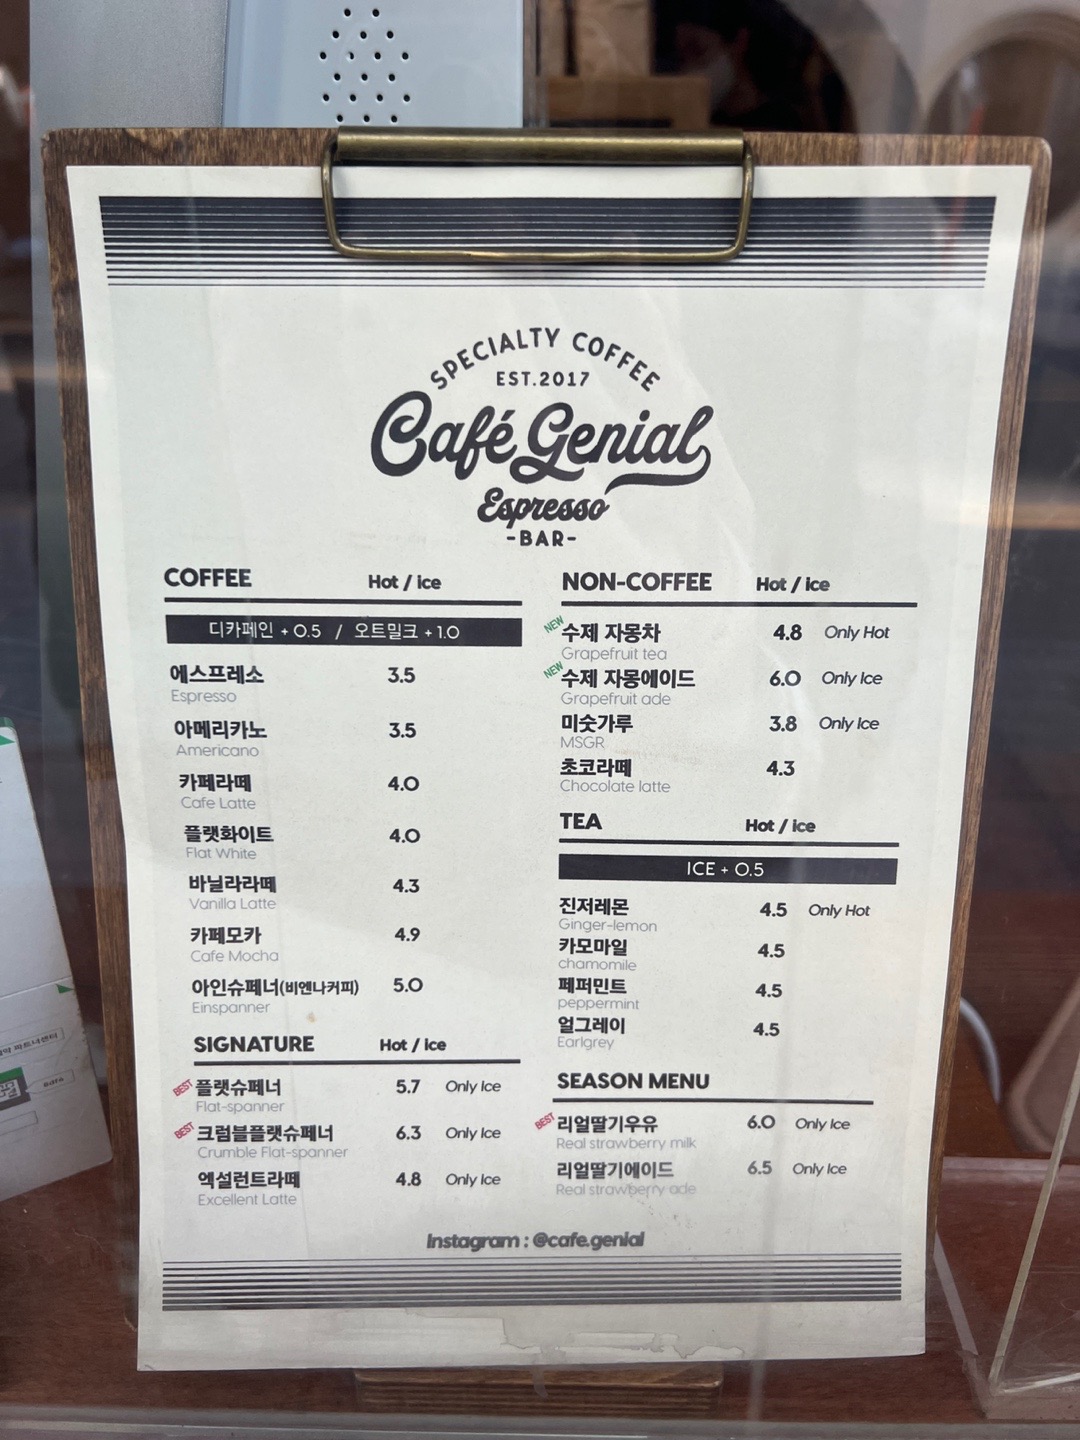 SPECIALTY COFFEE
EST.2017
Café Genial
Espresso
-BAR-
COFFEE Hot / ice
디카페인 + 0.5 / 오트밀크 + 1.0
에스프레소 3.5
Espresso
아메리카노 3.5
Americano
카페라떼 4.0
Cafe Latte
플랫화이트 4.0
Flat White
바닐라라떼 4.3
Vanilla Latte
카페모카 4.9
Cafe Mocha
아인슈페너(비엔나커피) 5.0
Einspanner
SIGNATURE Hot / ice
BEST 플랫슈페너 5.7 Only Ice
Flat-spanner
BEST 크럼블플랫슈페너 6.3 Only Ice
Crumble Flat-spanner
엑설런트라떼 4.8 Only Ice
Excellent Latte
NON-COFFEE Hot / ice
NEW 수제 자몽차 4.8 Only Hot
Grapefruit tea
NEW 수제 자몽에이드 6.0 Only Ice
Grapefruit ade
미숫가루 3.8 Only Ice
MSGR
초코라떼 4.3
Chocolate latte
TEA Hot / ice
ICE + 0.5
진저레몬 4.5 Only Hot
Ginger-lemon
카모마일 4.5
chamomile
페퍼민트 4.5
peppermint
얼그레이 4.5
Earlgrey
SEASON MENU
BEST 리얼딸기우유 6.0 Only Ice
Real strawberry milk
리얼딸기에이드 6.5 Only Ice
Real strawberry ade
Instagram : @cafe.genial